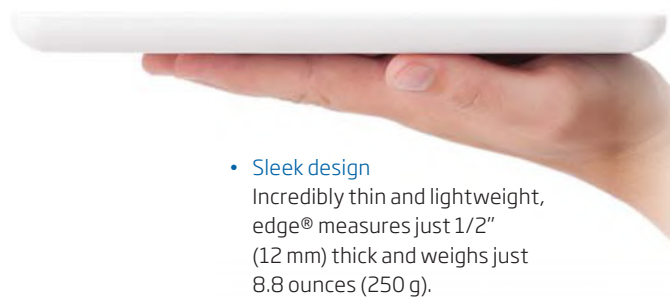 • Sleek design
Incredibly thin and lightweight,
edge® measures just 1/2"
(12 mm) thick and weighs just
8.8 ounces (250 g).